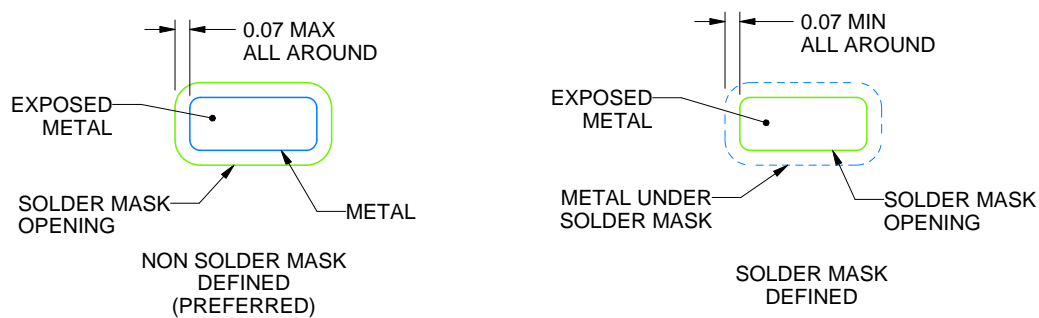 0.07 MAX
ALL AROUND
EXPOSED
METAL
SOLDER MASK
OPENING
METAL
NON SOLDER MASK
DEFINED
(PREFERRED)
0.07 MIN
ALL AROUND
EXPOSED
METAL
METAL UNDER
SOLDER MASK
SOLDER MASK
OPENING
SOLDER MASK
DEFINED